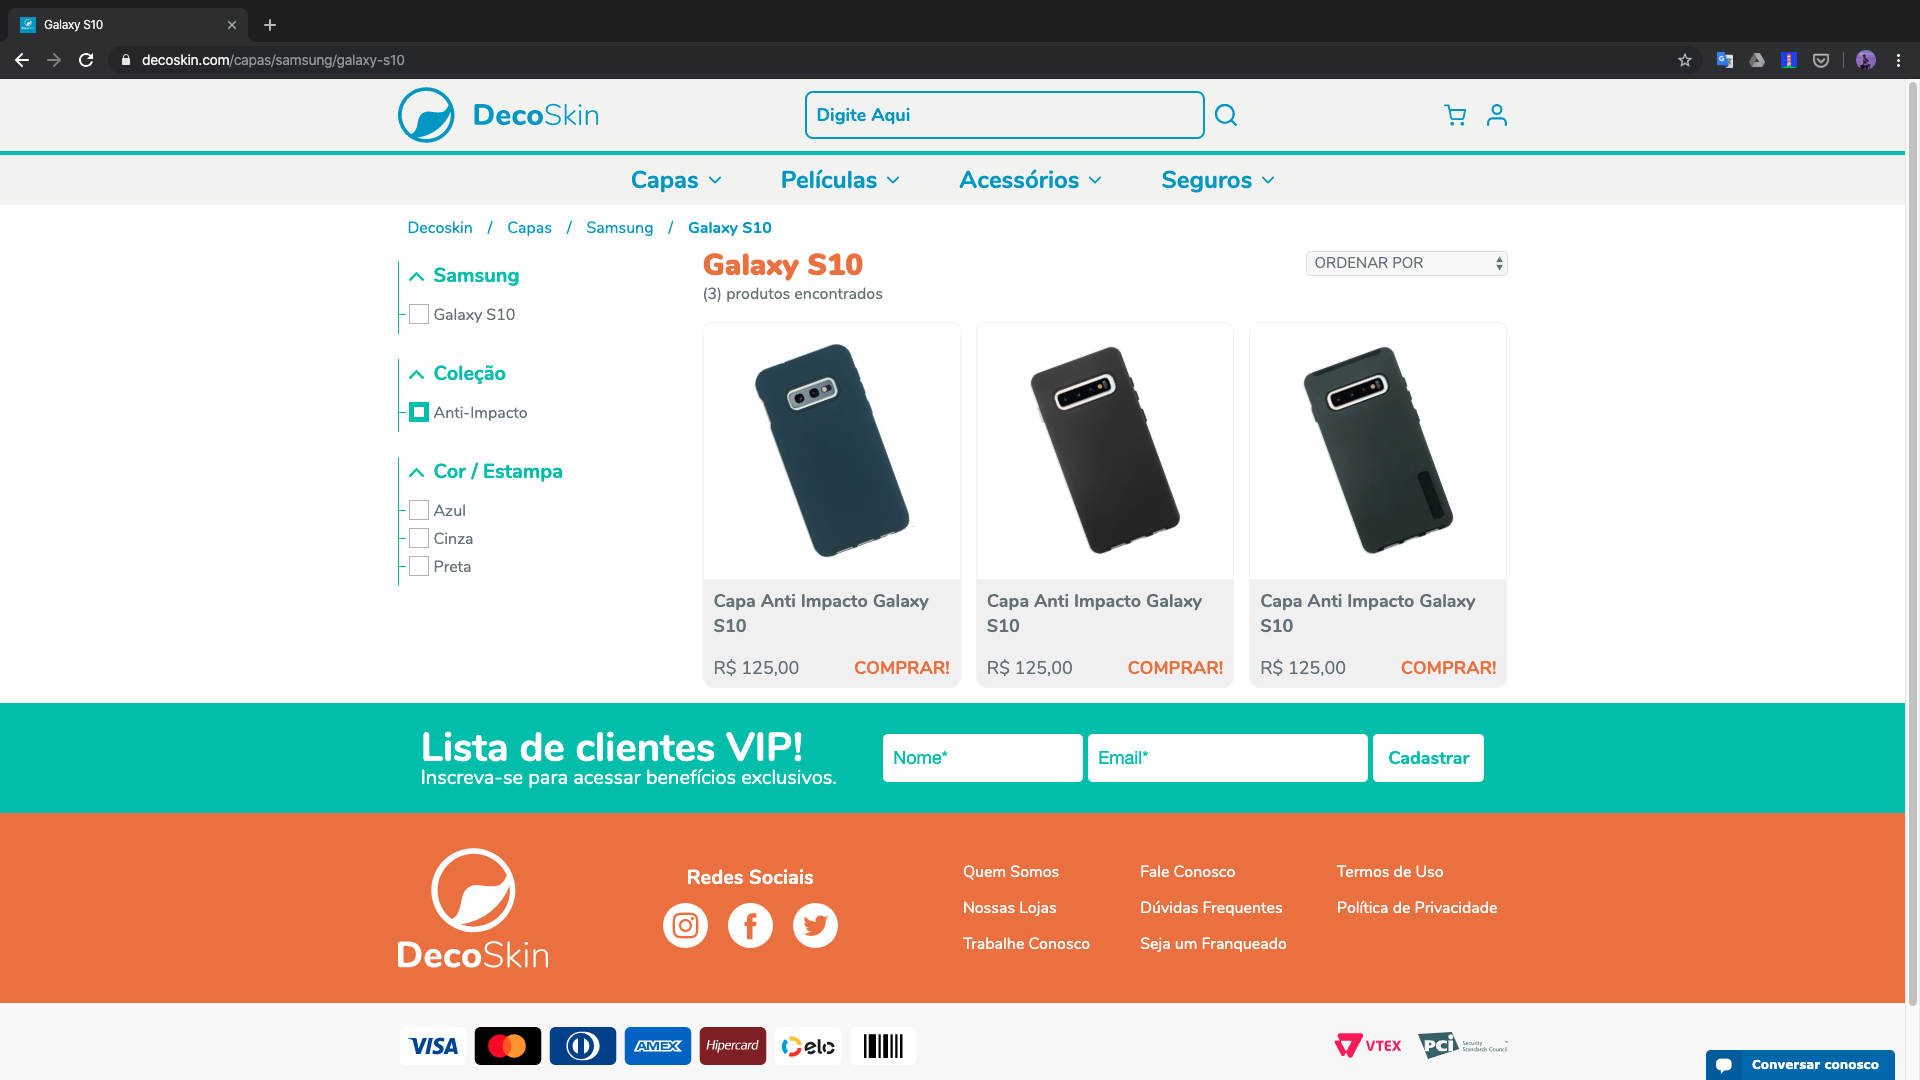 Galaxy S10
decoskin.com/capas/samsung/galaxy-s10
DecoSkin
Digite Aqui
Capas
Películas
Acessórios
Seguros
Decoskin / Capas / Samsung / Galaxy S10
Samsung
Galaxy S10
Coleção
Anti-Impacto
Cor / Estampa
Azul
Cinza
Preta
Galaxy S10
(3) produtos encontrados
ORDENAR POR
Capa Anti Impacto Galaxy
S10
R$ 125,00 COMPRAR!
Capa Anti Impacto Galaxy
S10
R$ 125,00 COMPRAR!
Capa Anti Impacto Galaxy
S10
R$ 125,00 COMPRAR!
Lista de clientes VIP!
Inscreva-se para acessar benefícios exclusivos.
Nome*
Email*
Cadastrar
DecoSkin
Redes Sociais
Quem Somos
Nossas Lojas
Trabalhe Conosco
Fale Conosco
Dúvidas Frequentes
Seja um Franqueado
Termos de Uso
Política de Privacidade
VISA
AMEX
Hipercard
elo
VTEX
PCi
Security
Standards Council
Conversar conosco